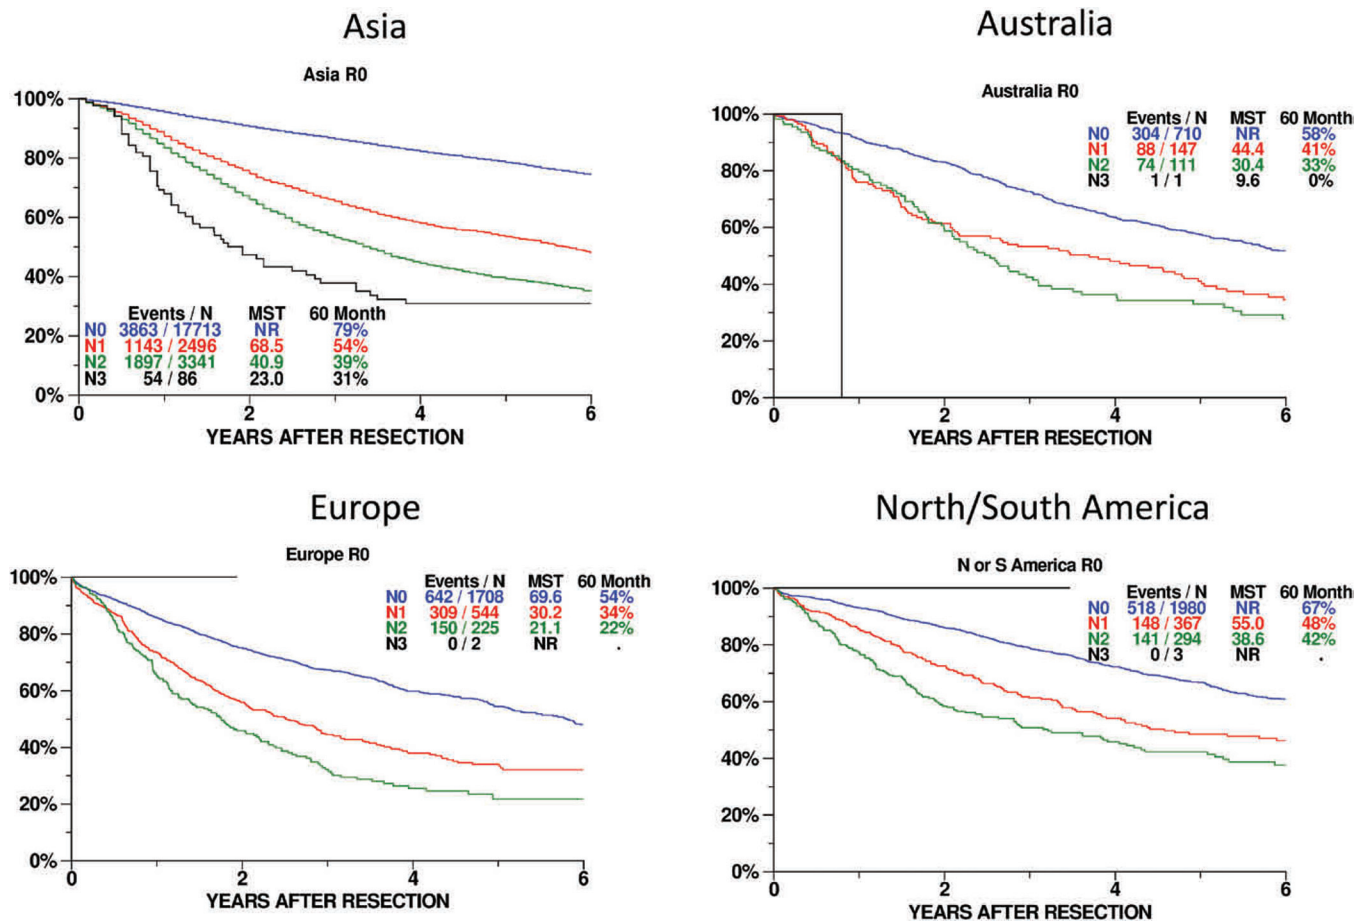 Asia
Asia R0
100%
80%
60%
40%
20%
0%
Events / N MST 60 Month
N0 3863 / 17713 NR 79%
N1 1143 / 2496 68.5 54%
N2 1897 / 3341 40.9 39%
N3 54 / 86 23.0 31%
0 2 4 6
YEARS AFTER RESECTION
Australia
Australia R0
100%
80%
60%
40%
20%
0%
Events / N MST 60 Month
N0 304 / 710 NR 58%
N1 88 / 147 44.4 41%
N2 74 / 111 30.4 33%
N3 1 / 1 9.6 0%
0 2 4 6
YEARS AFTER RESECTION
Europe
Europe R0
100%
80%
60%
40%
20%
0%
Events / N MST 60 Month
N0 642 / 1708 69.6 54%
N1 309 / 544 30.2 34%
N2 150 / 225 21.1 22%
N3 0 / 2 NR .
0 2 4 6
YEARS AFTER RESECTION
North/South America
N or S America R0
100%
80%
60%
40%
20%
0%
Events / N MST 60 Month
N0 518 / 1980 NR 67%
N1 148 / 367 55.0 48%
N2 141 / 294 38.6 42%
N3 0 / 3 NR .
0 2 4 6
YEARS AFTER RESECTION